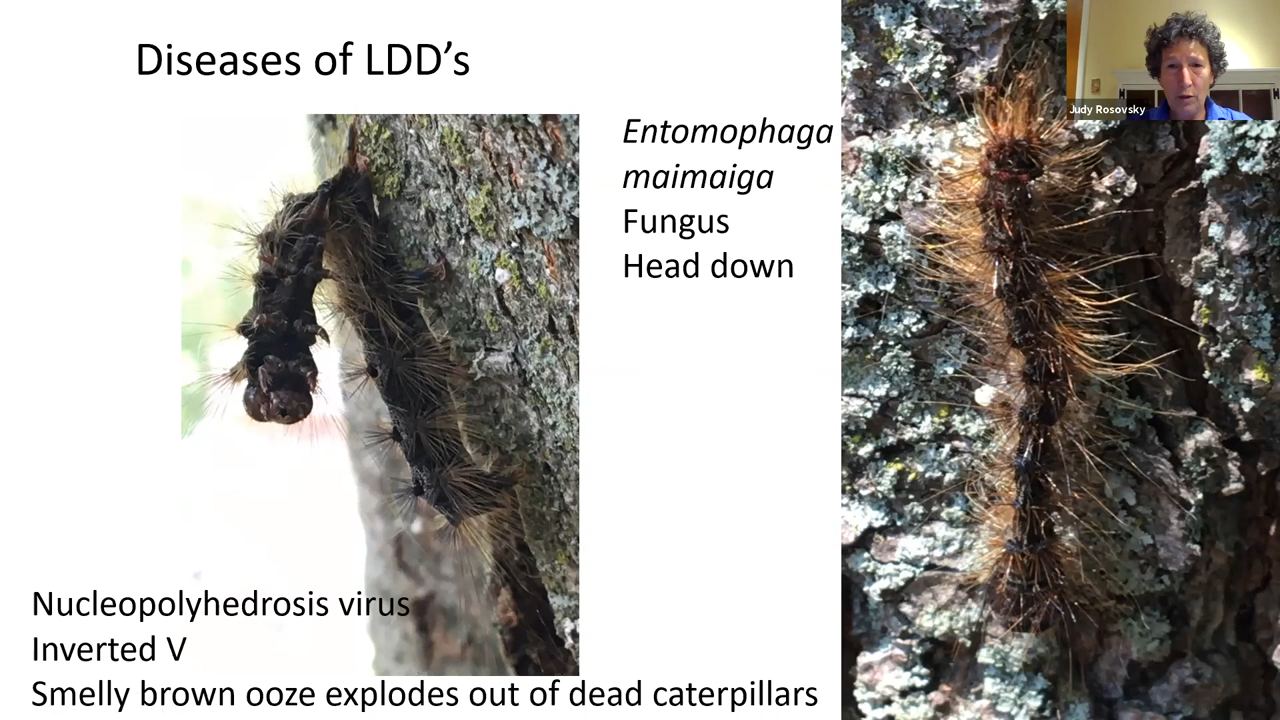 Diseases of LDD's
Entomophaga
maimaiga
Fungus
Head down
Judy Rosovsky
Nucleopolyhedrosis virus
Inverted V
Smelly brown ooze explodes out of dead caterpillars